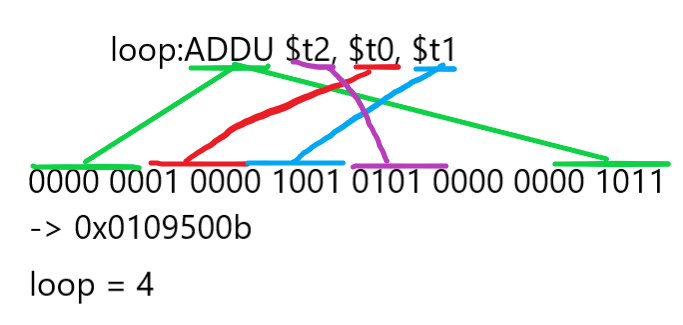 loop:ADDU $t2, $t0, $t1
0000 0001 0000 1001 0101 0000 0000 1011
-> 0x0109500b
loop = 4